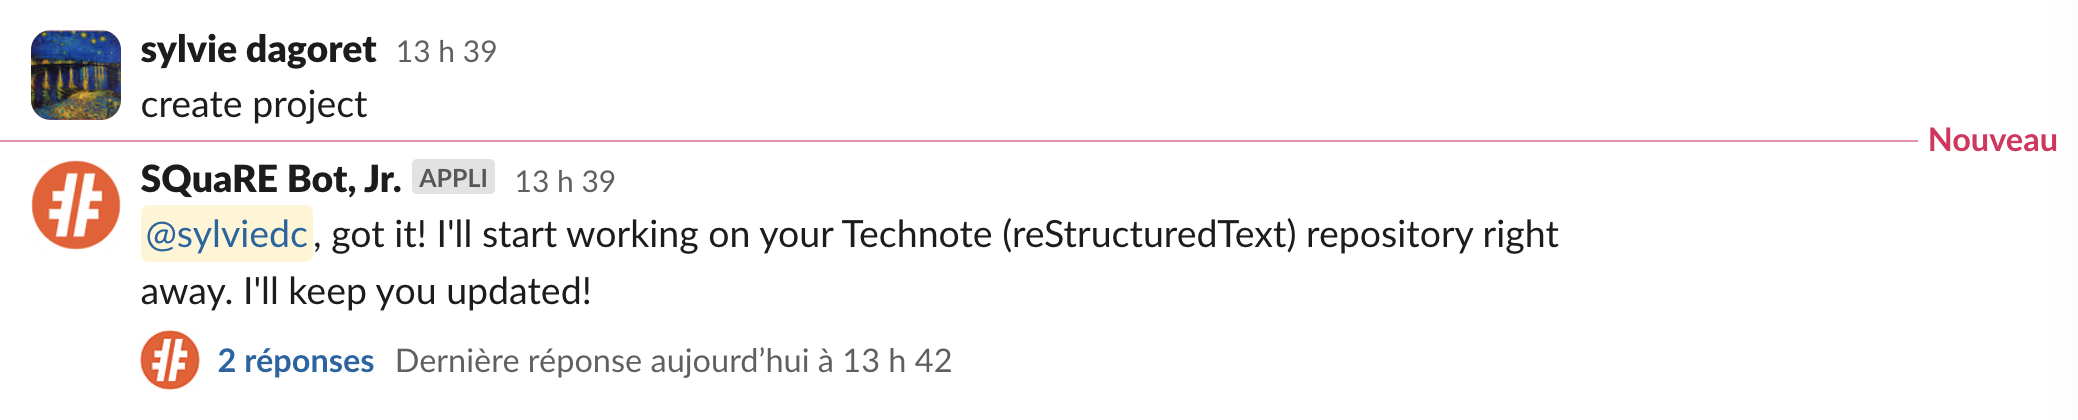 sylvie dagoret 13 h 39
create project
Nouveau
SQuaRE Bot, Jr. APPLI 13 h 39
@sylviedc, got it! I'll start working on your Technote (reStructuredText) repository right
away. I'll keep you updated!
2 réponses Dernière réponse aujourd’hui à 13 h 42